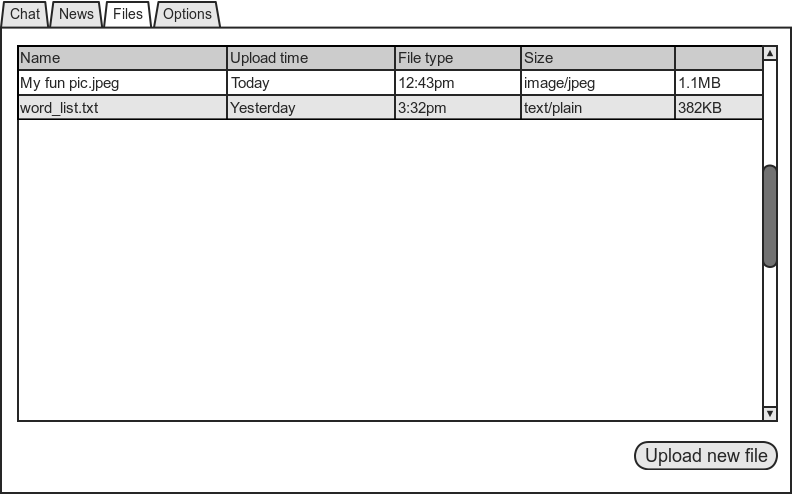 Chat News Files Options
Name Upload time File type Size
My fun pic.jpeg Today 12:43pm image/jpeg 1.1MB
word_list.txt Yesterday 3:32pm text/plain 382KB
Upload new file